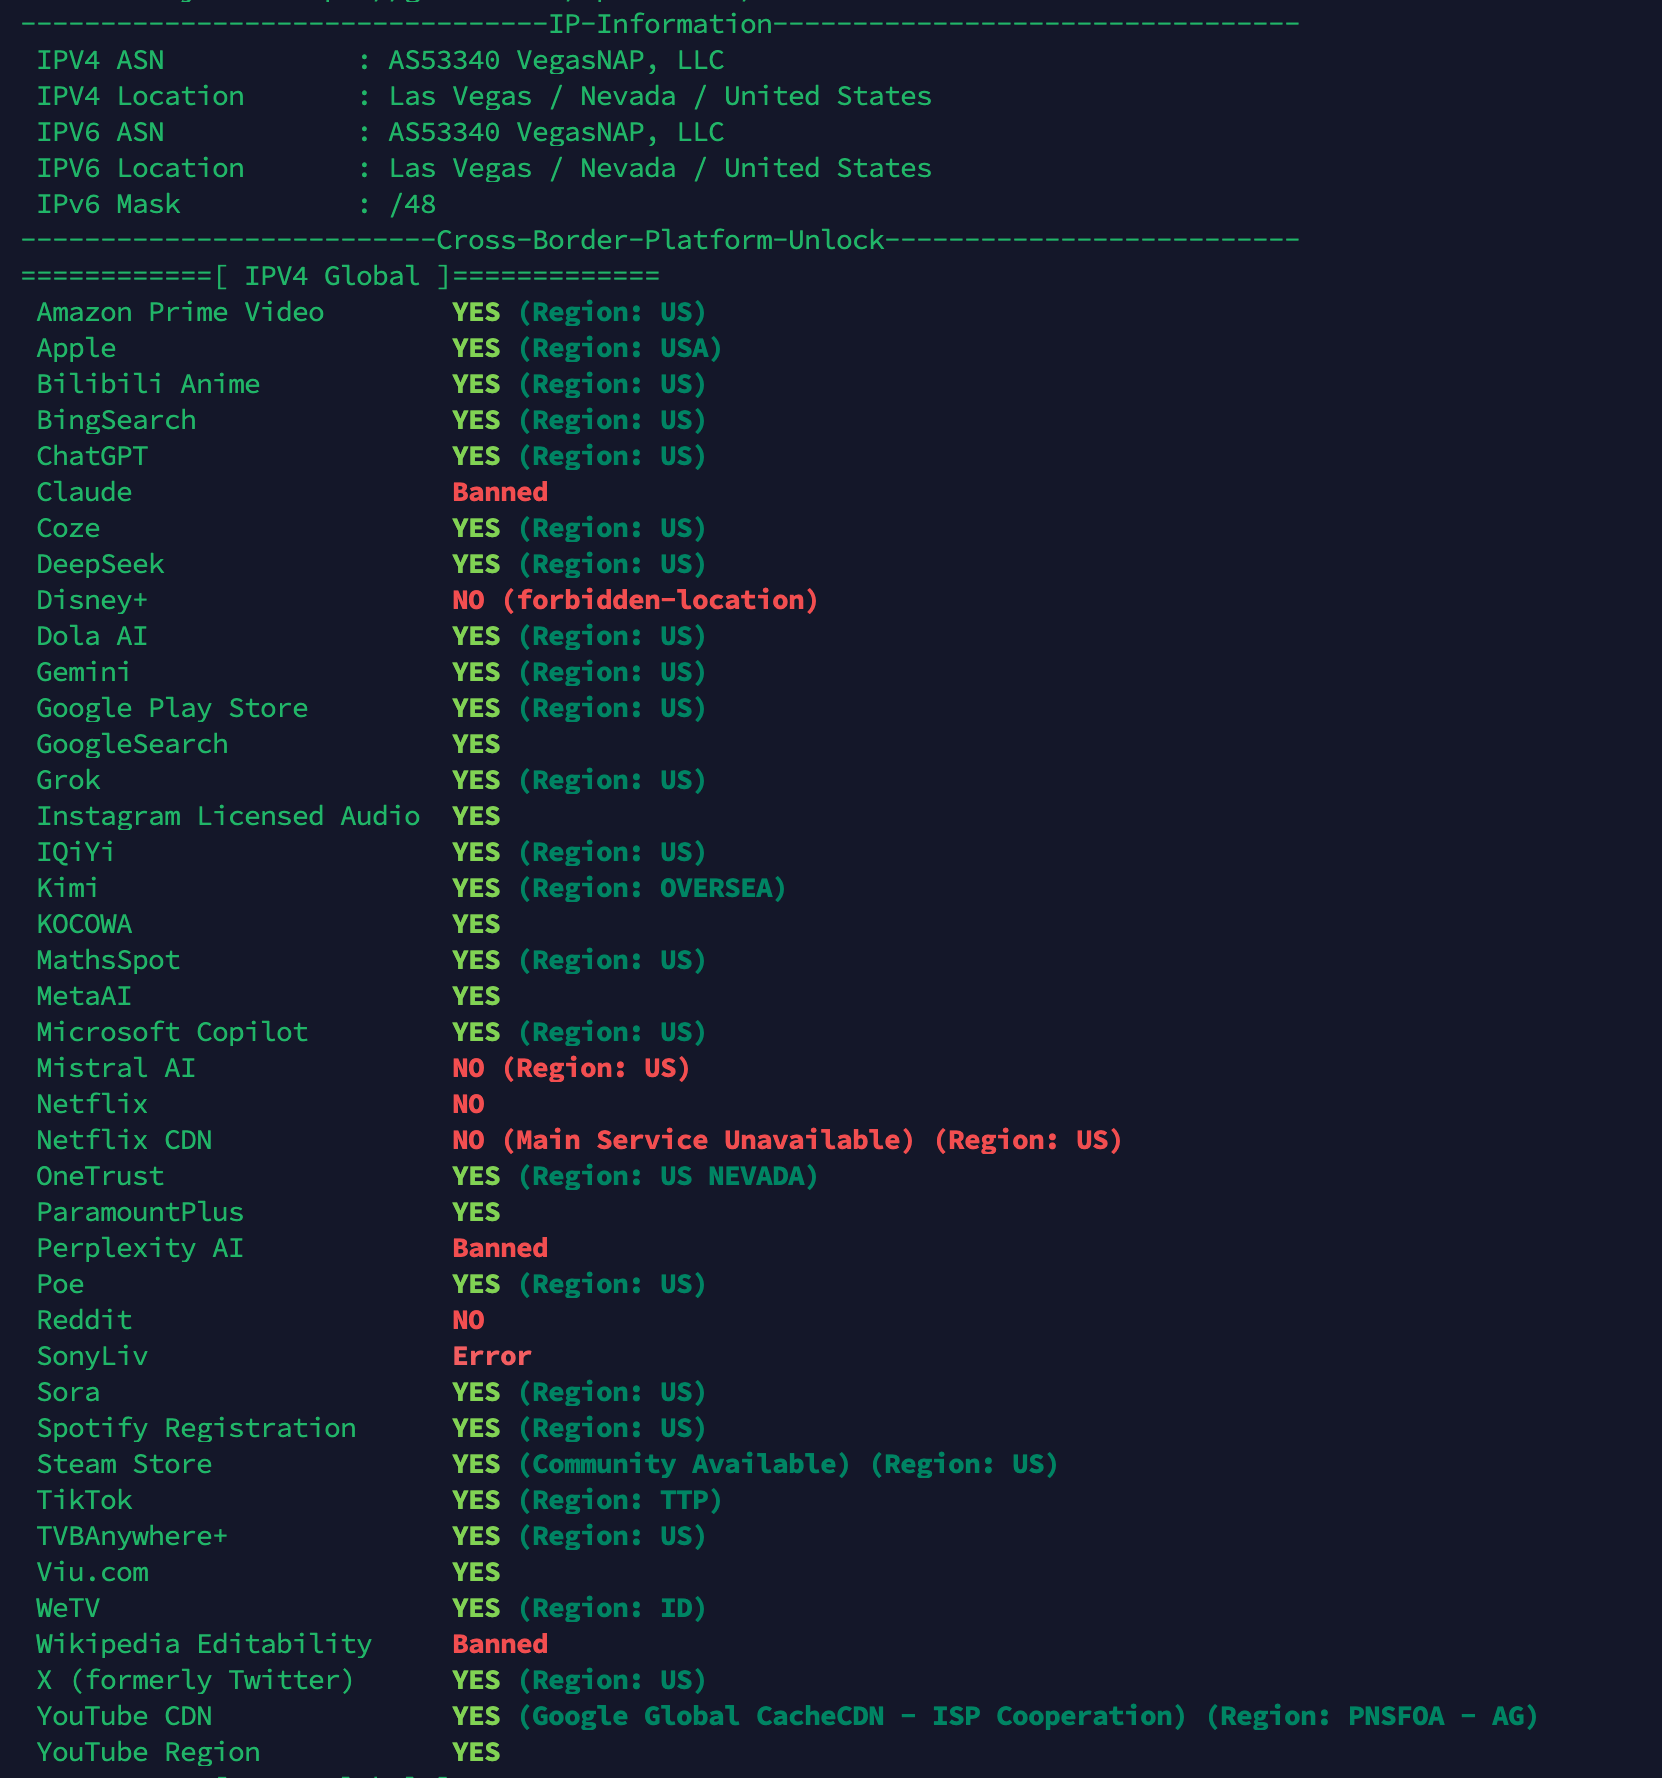 ------------------------------IP-Information------------------------------
IPV4 ASN : AS53340 VegasNAP, LLC
IPV4 Location : Las Vegas / Nevada / United States
IPV6 ASN : AS53340 VegasNAP, LLC
IPV6 Location : Las Vegas / Nevada / United States
IPv6 Mask : /48
--------------------------Cross-Border-Platform-Unlock--------------------------
============[ IPV4 Global ]=============
Amazon Prime Video YES (Region: US)
Apple YES (Region: USA)
Bilibili Anime YES (Region: US)
BingSearch YES (Region: US)
ChatGPT YES (Region: US)
Claude Banned
Coze YES (Region: US)
DeepSeek YES (Region: US)
Disney+ NO (forbidden-location)
Dola AI YES (Region: US)
Gemini YES (Region: US)
Google Play Store YES (Region: US)
GoogleSearch YES
Grok YES (Region: US)
Instagram Licensed Audio YES
IQiYi YES (Region: US)
Kimi YES (Region: OVERSEA)
KOCOWA YES
MathsSpot YES (Region: US)
MetaAI YES
Microsoft Copilot YES (Region: US)
Mistral AI NO (Region: US)
Netflix NO
Netflix CDN NO (Main Service Unavailable) (Region: US)
OneTrust YES (Region: US NEVADA)
ParamountPlus YES
Perplexity AI Banned
Poe YES (Region: US)
Reddit NO
SonyLiv Error
Sora YES (Region: US)
Spotify Registration YES (Region: US)
Steam Store YES (Community Available) (Region: US)
TikTok YES (Region: TTP)
TVBAnywhere+ YES (Region: US)
Viu.com YES
WeTV YES (Region: ID)
Wikipedia Editability Banned
X (formerly Twitter) YES (Region: US)
YouTube CDN YES (Google Global CacheCDN - ISP Cooperation) (Region: PNSFOA - AG)
YouTube Region YES